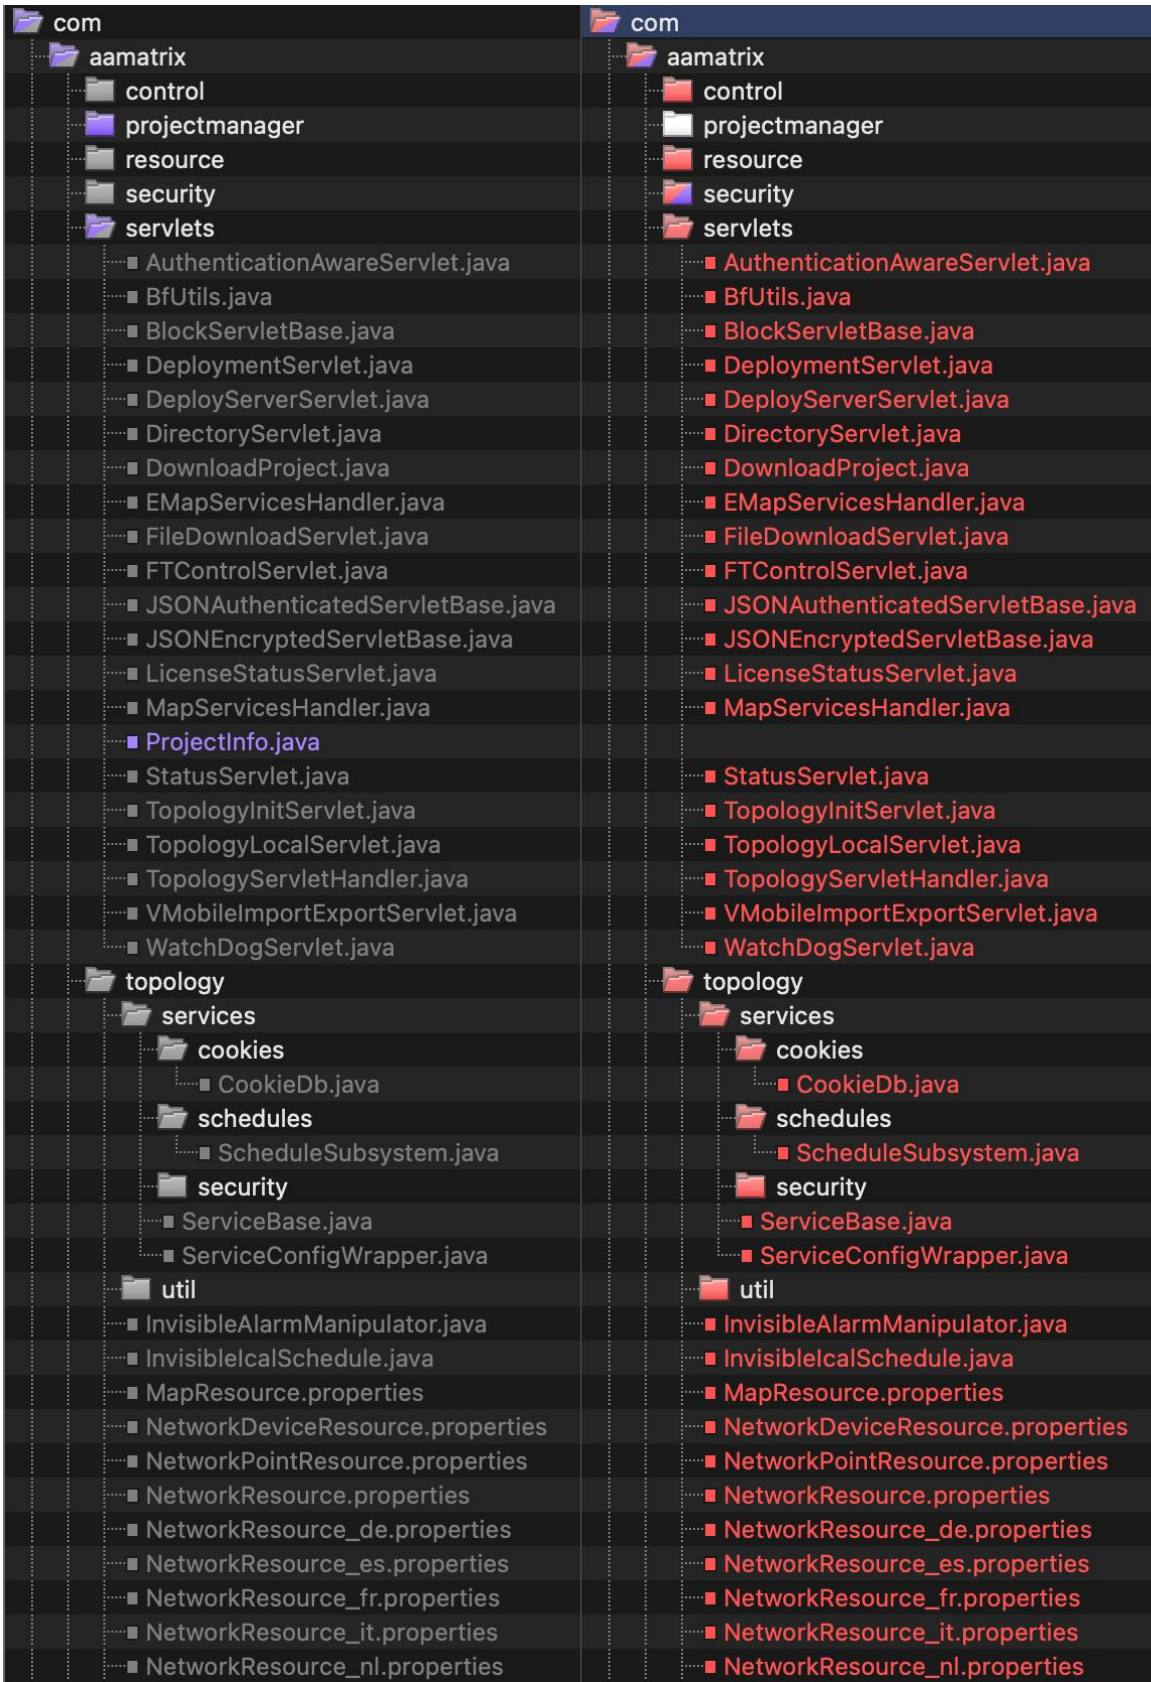 com com
aamatrix aamatrix
control control
projectmanager projectmanager
resource resource
security security
servlets servlets
AuthenticationAwareServlet.java AuthenticationAwareServlet.java
BfUtils.java BfUtils.java
BlockServletBase.java BlockServletBase.java
DeploymentServlet.java DeploymentServlet.java
DeployServerServlet.java DeployServerServlet.java
DirectoryServlet.java DirectoryServlet.java
DownloadProject.java DownloadProject.java
EMapServicesHandler.java EMapServicesHandler.java
FileDownloadServlet.java FileDownloadServlet.java
FTControlServlet.java FTControlServlet.java
JSONAuthenticatedServletBase.java JSONAuthenticatedServletBase.java
JSONEncryptedServletBase.java JSONEncryptedServletBase.java
LicenseStatusServlet.java LicenseStatusServlet.java
MapServicesHandler.java MapServicesHandler.java
ProjectInfo.java
StatusServlet.java StatusServlet.java
TopologyInitServlet.java TopologyInitServlet.java
TopologyLocalServlet.java TopologyLocalServlet.java
TopologyServletHandler.java TopologyServletHandler.java
VMobileImportExportServlet.java VMobileImportExportServlet.java
WatchDogServlet.java WatchDogServlet.java
topology topology
services services
cookies cookies
CookieDb.java CookieDb.java
schedules schedules
ScheduleSubsystem.java ScheduleSubsystem.java
security security
ServiceBase.java ServiceBase.java
ServiceConfigWrapper.java ServiceConfigWrapper.java
util util
InvisibleAlarmManipulator.java InvisibleAlarmManipulator.java
InvisibleIcalSchedule.java InvisibleIcalSchedule.java
MapResource.properties MapResource.properties
NetworkDeviceResource.properties NetworkDeviceResource.properties
NetworkPointResource.properties NetworkPointResource.properties
NetworkResource.properties NetworkResource.properties
NetworkResource_de.properties NetworkResource_de.properties
NetworkResource_es.properties NetworkResource_es.properties
NetworkResource_fr.properties NetworkResource_fr.properties
NetworkResource_it.properties NetworkResource_it.properties
NetworkResource_nl.properties NetworkResource_nl.properties